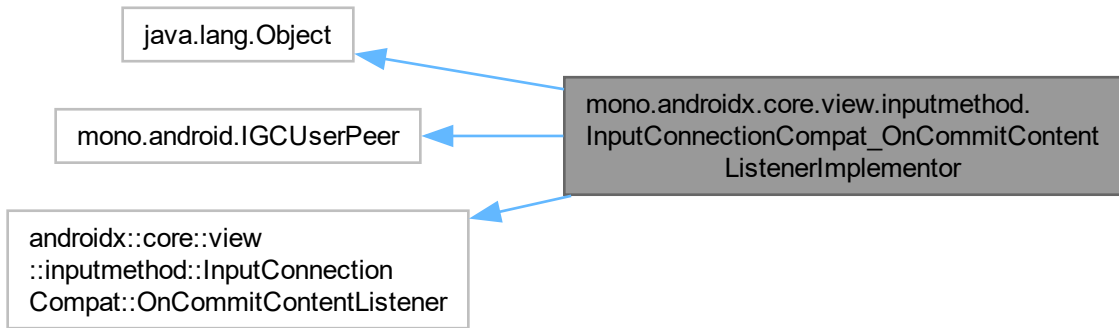 java.lang.Object
mono.android.IGCUserPeer
androidx::core::view
::inputmethod::InputConnection
Compat::OnCommitContentListener
mono.androidx.core.view.inputmethod.
InputConnectionCompat_OnCommitContent
ListenerImplementor